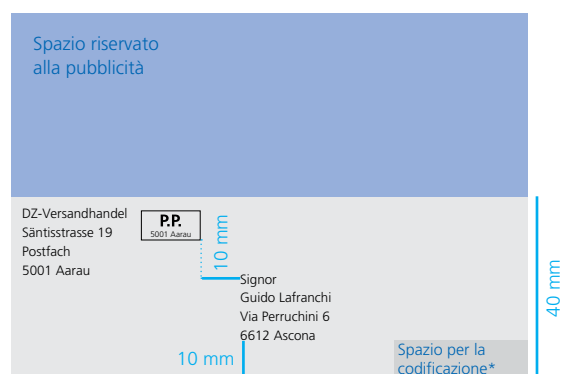 Spazio riservato
alla pubblicità
DZ-Versandhandel
Säntisstrasse 19
Postfach
5001 Aarau
P.P.
5001 Aarau
10 mm
Signor
Guido Lafranchi
Via Perruchini 6
6612 Ascona
10 mm
Spazio per la
codificazione*
40 mm